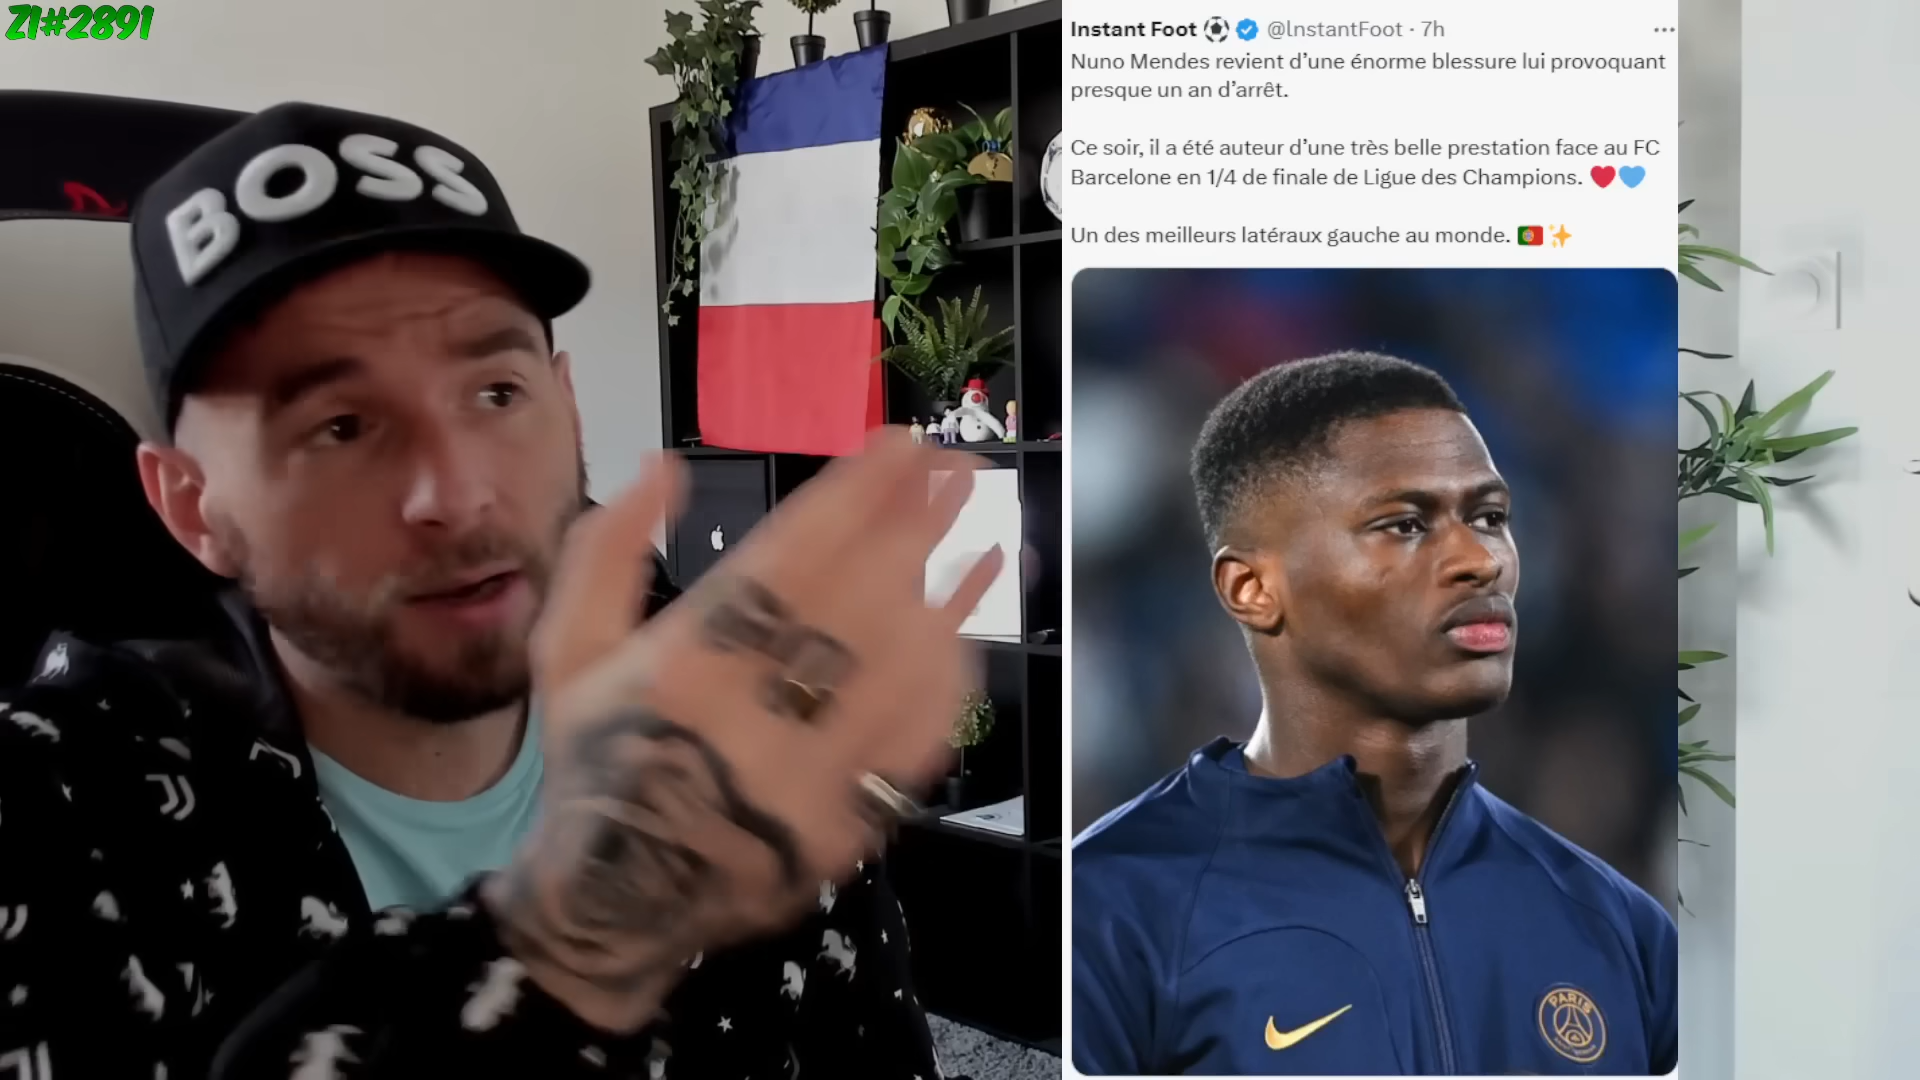 ZI#2891
BOSS
Instant Foot @lnstantFoot · 7h
Nuno Mendes revient d’une énorme blessure lui provoquant
presque un an d’arrêt.
Ce soir, il a été auteur d’une très belle prestation face au FC
Barcelone en 1/4 de finale de Ligue des Champions. ❤️🩵
Un des meilleurs latéraux gauche au monde. 🇵🇹✨
PARIS